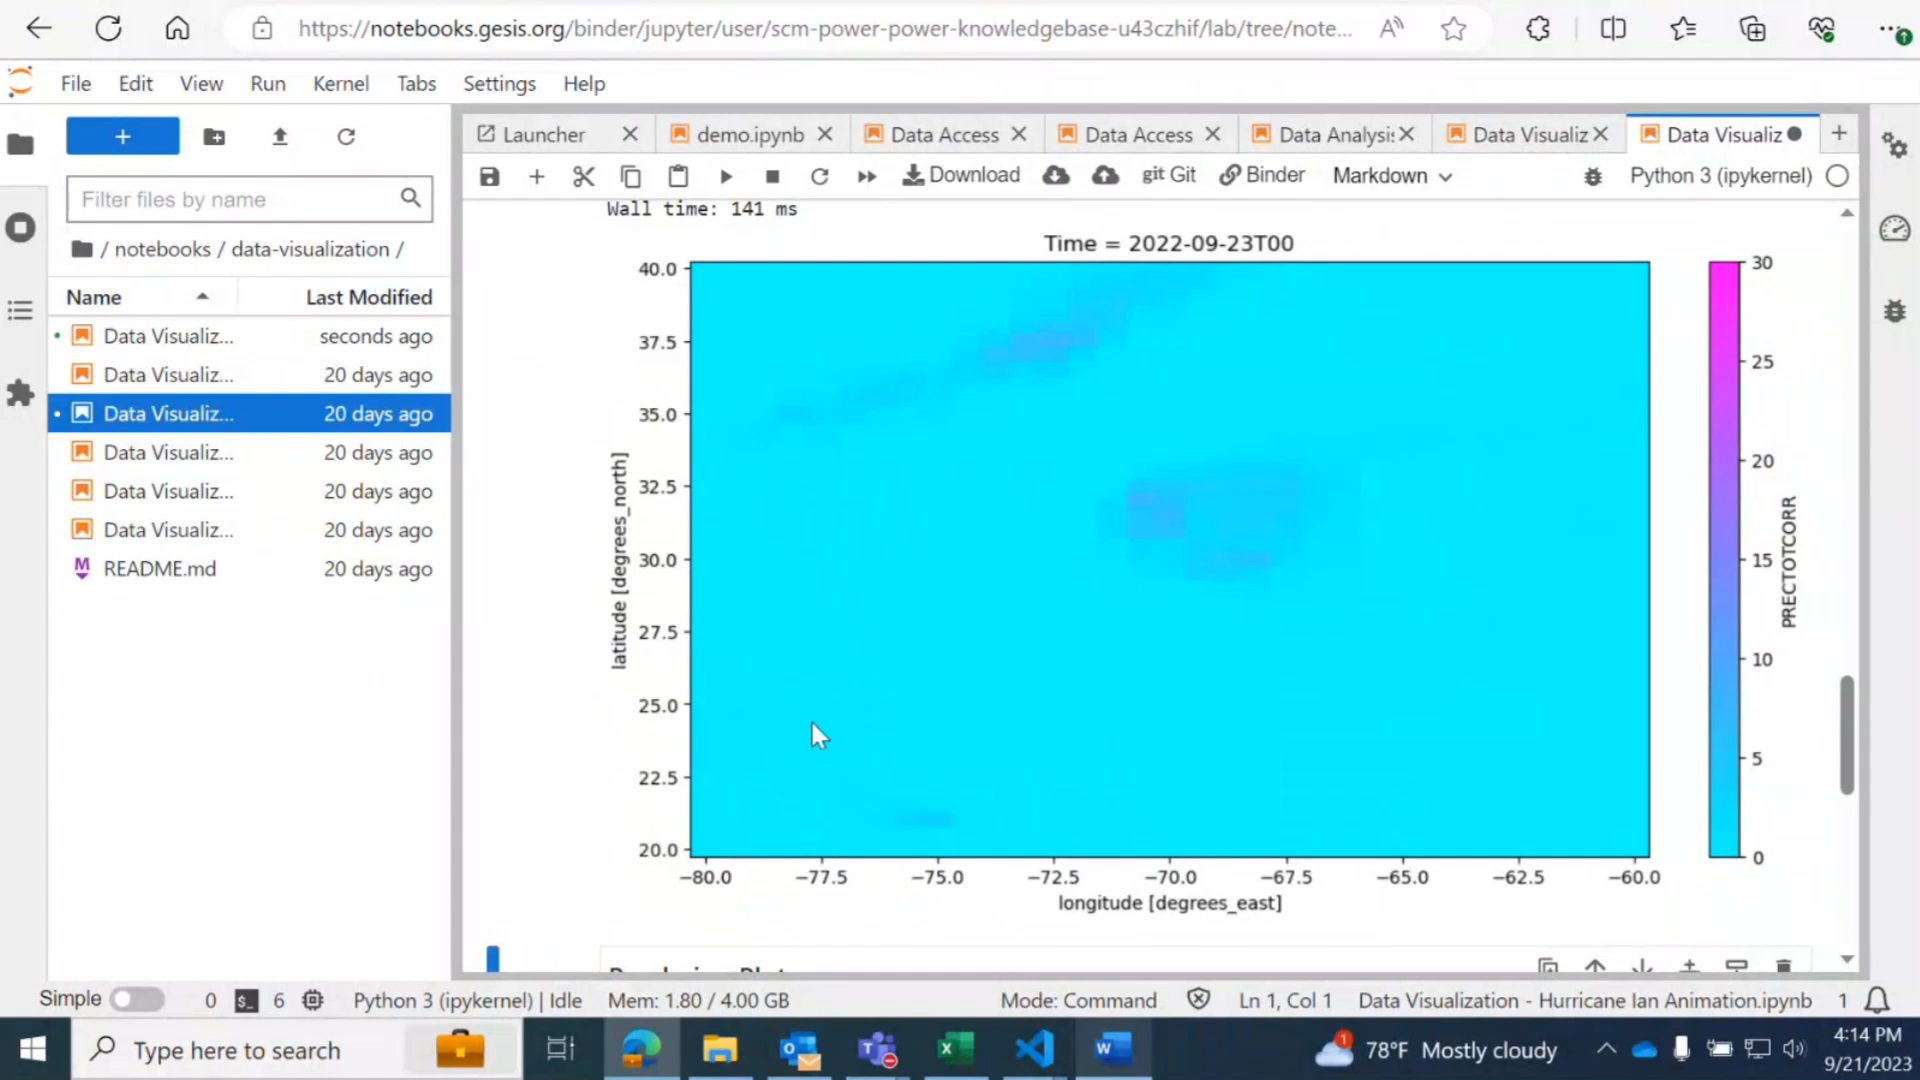 https://notebooks.gesis.org/binder/jupyter/user/scm-power-power-knowledgebase-u43czhif/lab/tree/note...
File Edit View Run Kernel Tabs Settings Help
+
Launcher
demo.ipynb
Data Access
Data Access
Data Analysi:
Data Visualiz
Data Visualiz
Download
git Git
Binder
Markdown
Python 3 (ipykernel)
Filter files by name
/ notebooks / data-visualization /
Name Last Modified
Data Visualiz... seconds ago
Data Visualiz... 20 days ago
Data Visualiz... 20 days ago
Data Visualiz... 20 days ago
Data Visualiz... 20 days ago
Data Visualiz... 20 days ago
README.md 20 days ago
Wall time: 141 ms
Time = 2022-09-23T00
40.0
37.5
35.0
32.5
30.0
27.5
25.0
22.5
20.0
latitude [degrees_north]
−80.0 −77.5 −75.0 −72.5 −70.0 −67.5 −65.0 −62.5 −60.0
longitude [degrees_east]
30
25
20
15
10
5
0
PRECTOTCORR
Simple 0 6 Python 3 (ipykernel) | Idle Mem: 1.80 / 4.00 GB Mode: Command Ln 1, Col 1 Data Visualization - Hurricane Ian Animation.ipynb 1
Type here to search
1
78°F Mostly cloudy
4:14 PM
9/21/2023